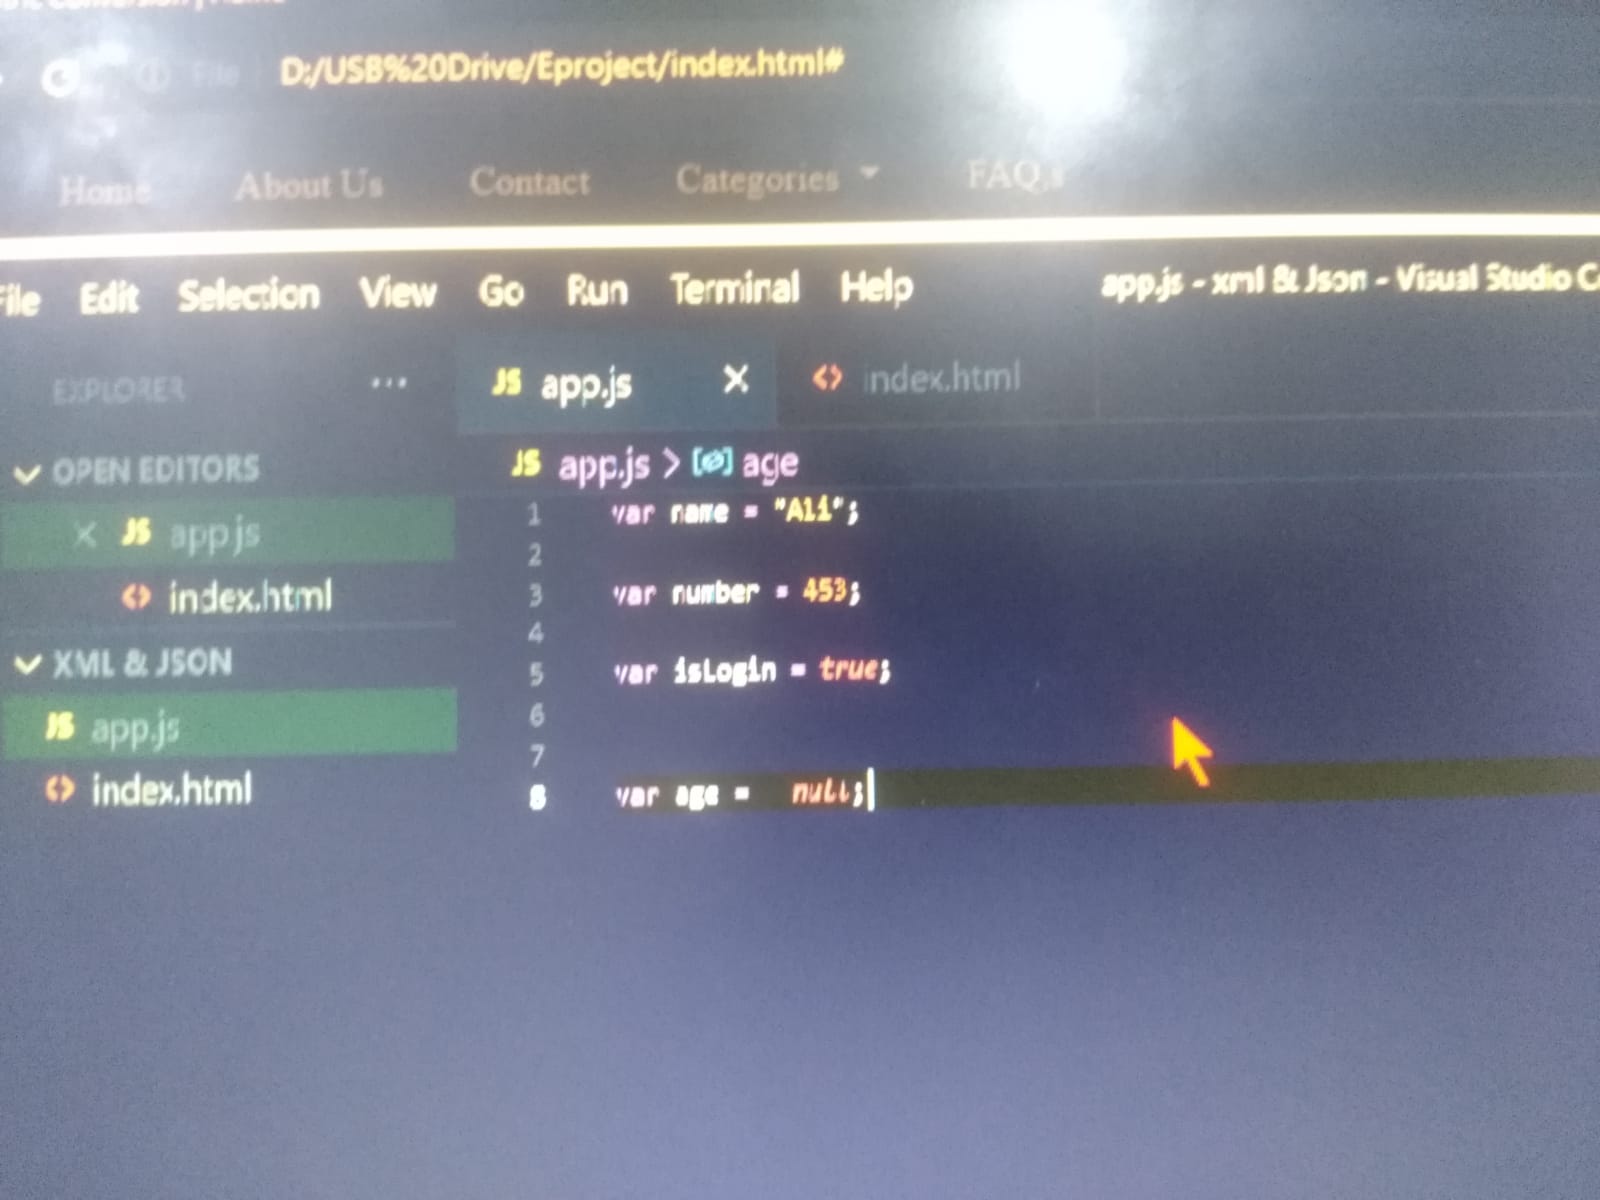 D:/USB%20Drive/Eproject/index.html#
Home About Us Contact Categories FAQ,s
File Edit Selection View Go Run Terminal Help app.js - xml & Json - Visual Studio
EXPLORER ... JS app.js X <> index.html
OPEN EDITORS JS app.js > age
X JS app.js
<> index.html
XML & JSON
JS app.js
<> index.html
1 var name = "Ali";
2
3 var number = 453;
4
5 var isLogin = true;
6
7
8 var age = null;